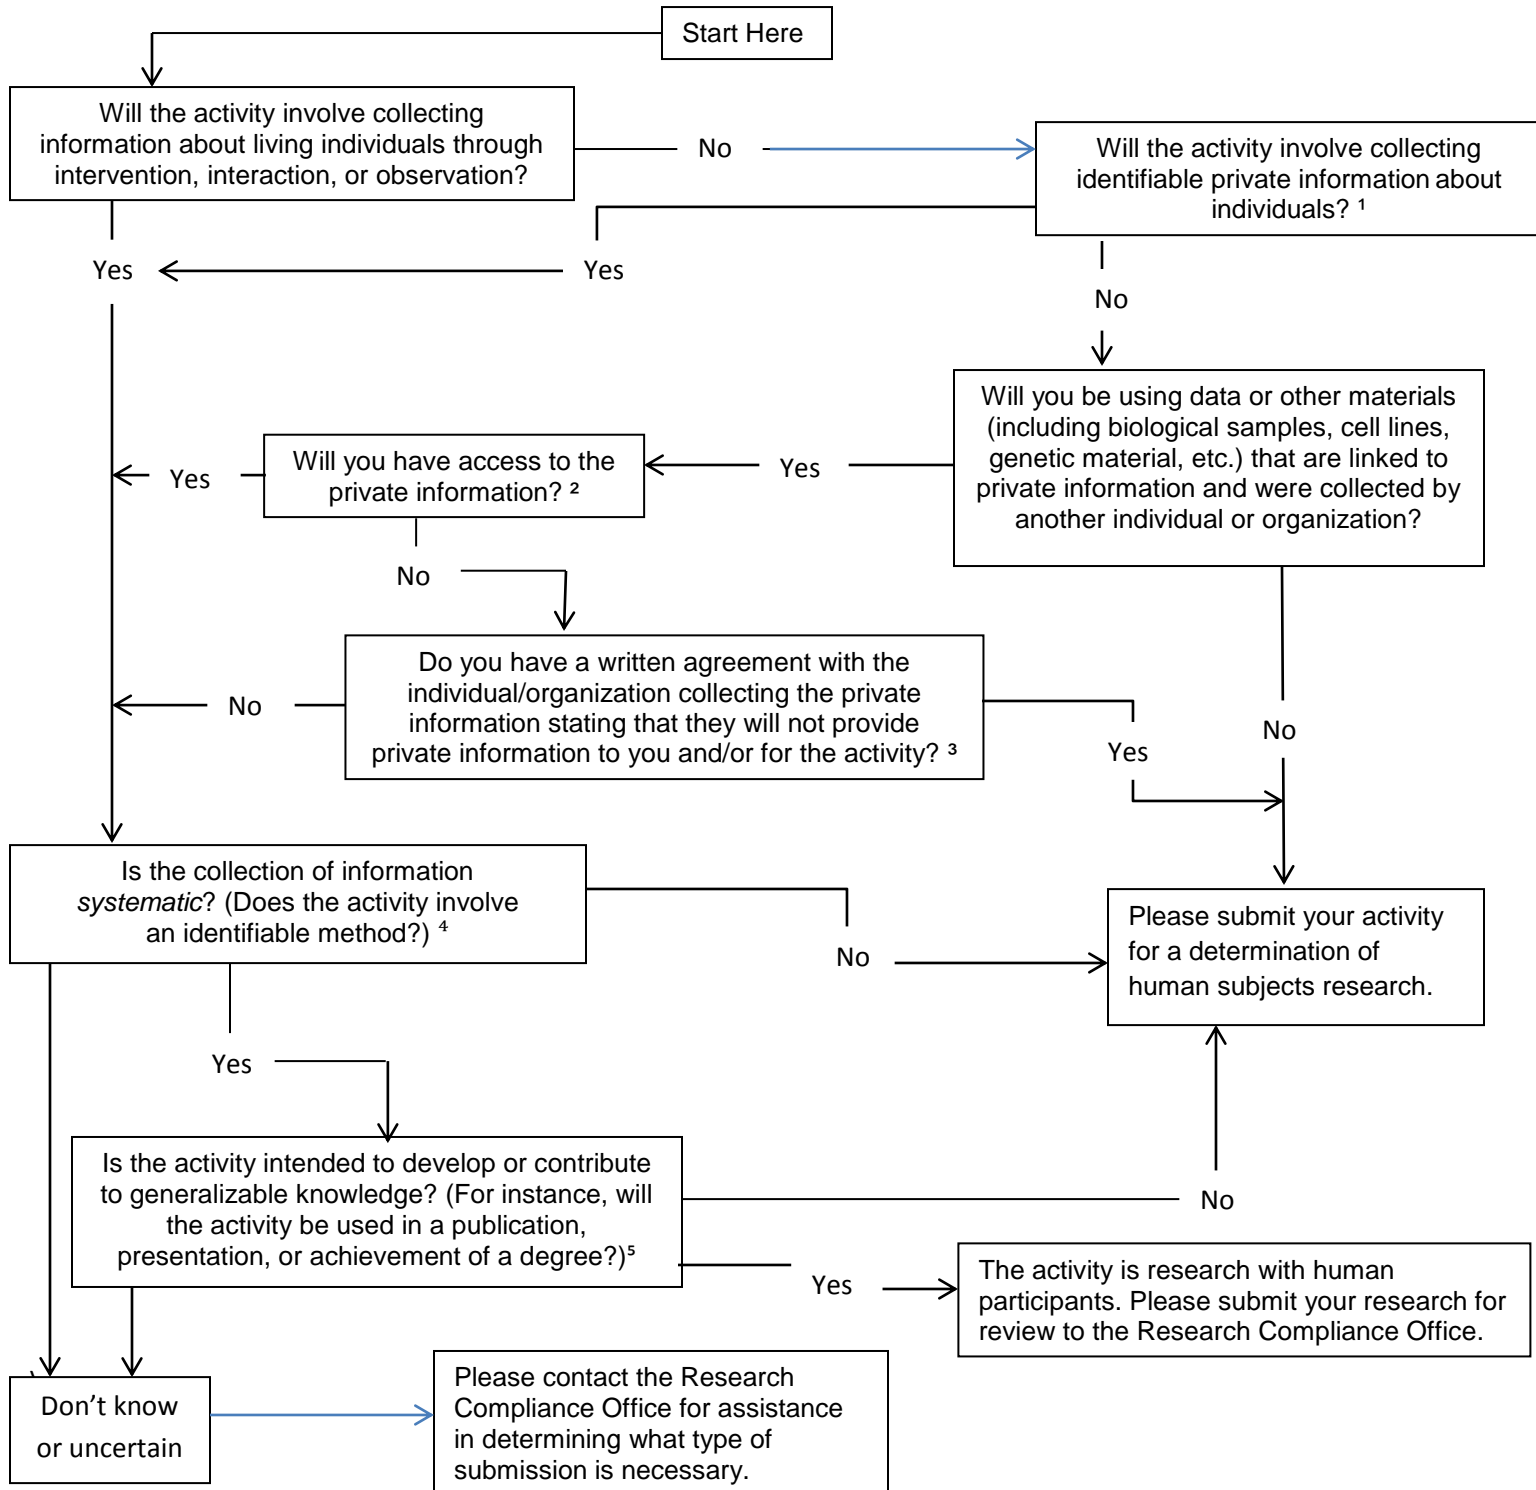 Start Here
Will the activity involve collecting
information about living individuals through
intervention, interaction, or observation?
No
Will the activity involve collecting
identifiable private information about
individuals? ¹
Yes
Yes
No
Will you be using data or other materials
(including biological samples, cell lines,
genetic material, etc.) that are linked to
private information and were collected by
another individual or organization?
Yes
Will you have access to the
private information? ²
Yes
No
Do you have a written agreement with the
individual/organization collecting the private
information stating that they will not provide
private information to you and/or for the activity? ³
No
Yes
No
Is the collection of information
systematic? (Does the activity involve
an identifiable method?) ⁴
No
Please submit your activity
for a determination of
human subjects research.
Yes
Is the activity intended to develop or contribute
to generalizable knowledge? (For instance, will
the activity be used in a publication,
presentation, or achievement of a degree?)⁵
No
Yes
The activity is research with human
participants. Please submit your research for
review to the Research Compliance Office.
Don’t know
or uncertain
Please contact the Research
Compliance Office for assistance
in determining what type of
submission is necessary.